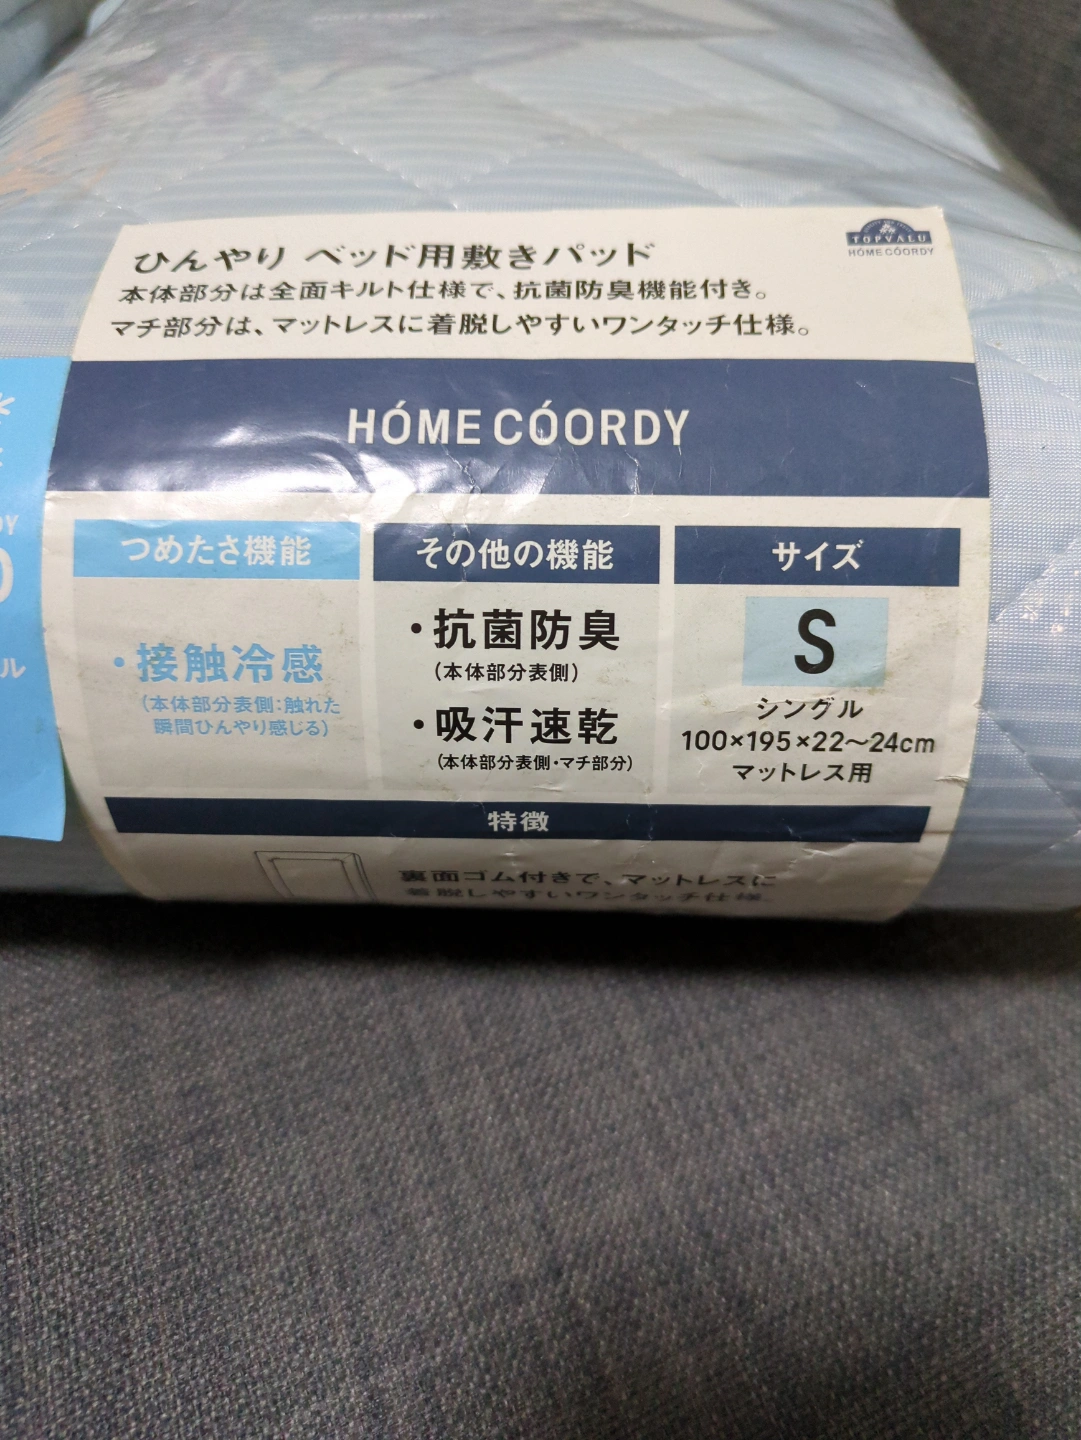 ひんやり ベッド用敷きパッド
本体部分は全面キルト仕様で、抗菌防臭機能付き。
マチ部分は、マットレスに着脱しやすいワンタッチ仕様。
TOPVALU
HÓME CÓORDY
HÓME CÓORDY
つめたさ機能
・接触冷感
(本体部分表側:触れた
瞬間ひんやり感じる)
その他の機能
・抗菌防臭
(本体部分表側)
・吸汗速乾
(本体部分表側・マチ部分)
サイズ
S
シングル
100×195×22〜24cm
マットレス用
特徴
裏面ゴム付きで、マットレスに
着脱しやすいワンタッチ仕様。